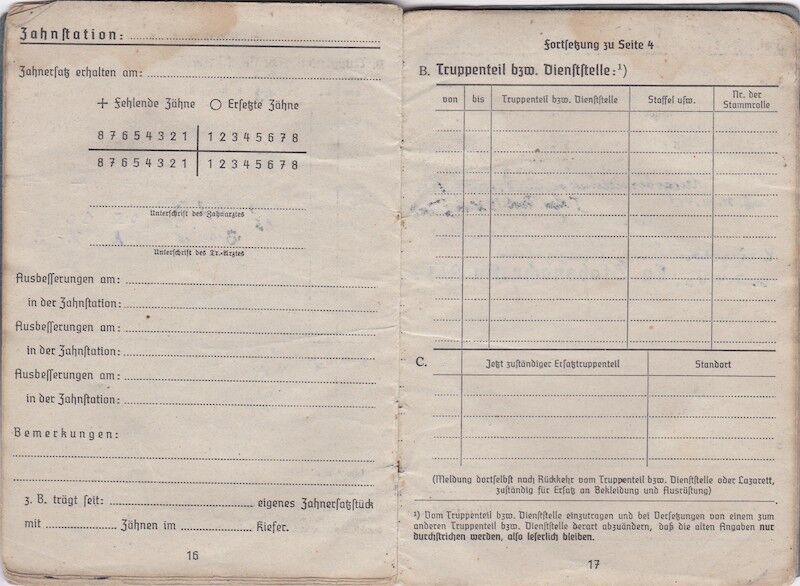 Zahnstation:
Zahnersatz erhalten am:
+ Fehlende Zähne ○ Ersetzte Zähne
8 7 6 5 4 3 2 1 | 1 2 3 4 5 6 7 8
8 7 6 5 4 3 2 1 | 1 2 3 4 5 6 7 8
Unterschrift des Zahnarztes
Unterschrift des Tr.-Arztes
Ausbesserungen am:
in der Zahnstation:
Ausbesserungen am:
in der Zahnstation:
Ausbesserungen am:
in der Zahnstation:
Bemerkungen:
z. B. trägt seit: eigenes Zahnersatzstück
mit Zähnen im Kiefer.
16
Fortsetzung zu Seite 4
B. Truppenteil bzw. Dienststelle:¹)
von bis Truppenteil bzw. Dienststelle Staffel usw. Nr. der Stammrolle
C. Jetzt zuständiger Ersatztruppenteil Standort
(Meldung dortselbst nach Rückkehr vom Truppenteil bzw. Dienststelle oder Lazarett,
zuständig für Ersatz an Bekleidung und Ausrüstung)
¹) Vom Truppenteil bzw. Dienststelle einzutragen und bei Versetzungen von einem zum
anderen Truppenteil bzw. Dienststelle derart abzuändern, daß die alten Angaben nur
durchstrichen werden, also leserlich bleiben.
17